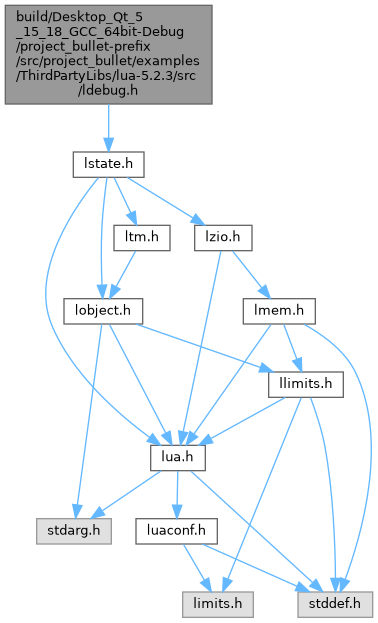 build/Desktop_Qt_5
_15_18_GCC_64bit-Debug
/project_bullet-prefix
/src/project_bullet/examples
/ThirdPartyLibs/lua-5.2.3/src
/ldebug.h
lstate.h
ltm.h
lzio.h
lobject.h
lmem.h
llimits.h
lua.h
stdarg.h
luaconf.h
limits.h
stddef.h